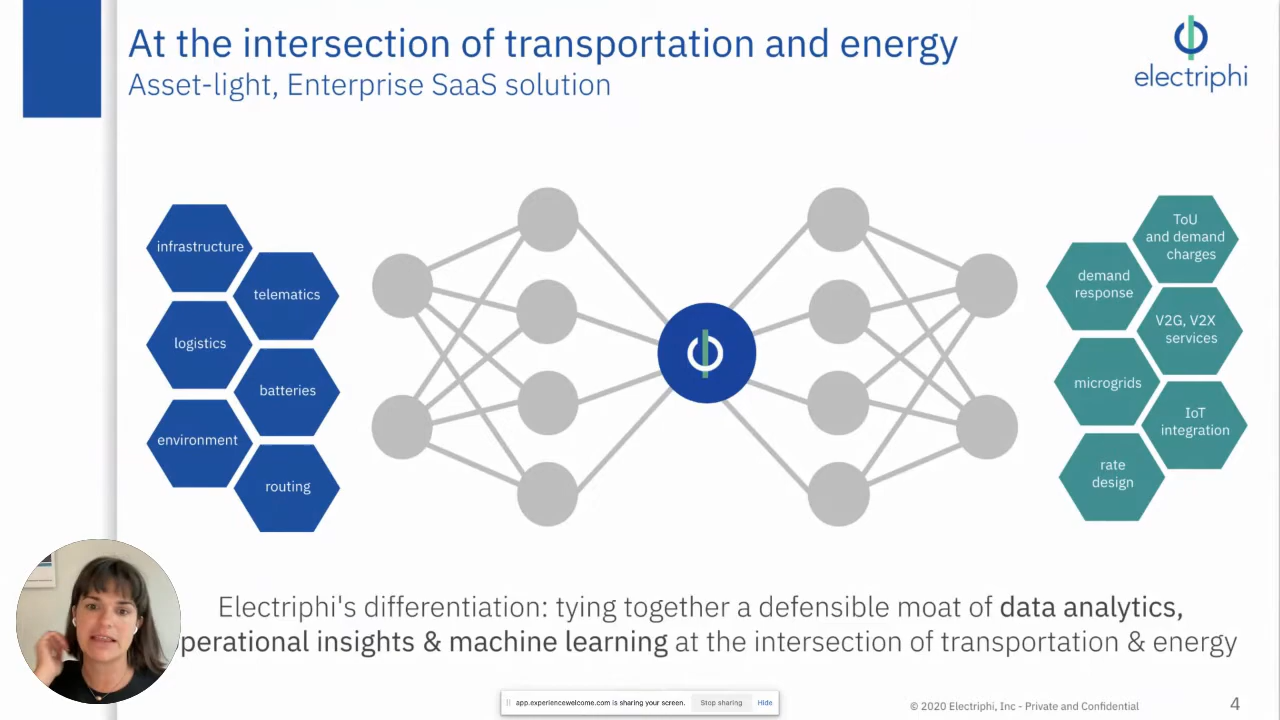 At the intersection of transportation and energy
Asset-light, Enterprise SaaS solution
electriphi
infrastructure
telematics
logistics
batteries
environment
routing
ToU
and demand
charges
demand
response
V2G, V2X
services
microgrids
IoT
integration
rate
design
Electriphi's differentiation: tying together a defensible moat of data analytics,
perational insights & machine learning at the intersection of transportation & energy
app.experiencewelcome.com is sharing your screen.
Stop sharing
Hide
© 2020 Electriphi, Inc - Private and Confidential
4